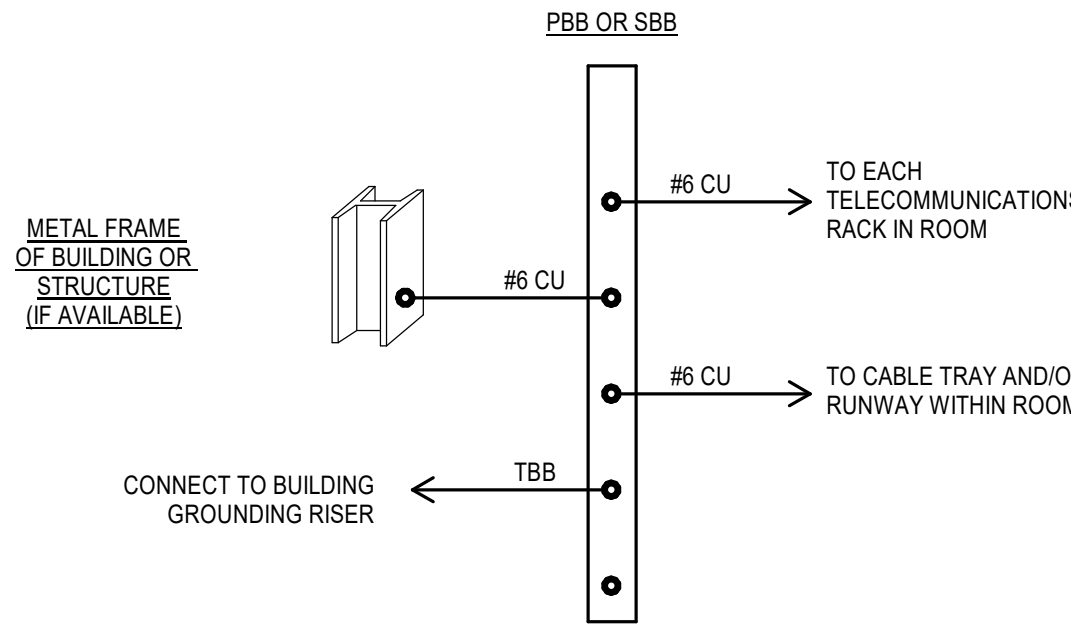 PBB OR SBB
#6 CU
TO EACH
TELECOMMUNICATIONS
RACK IN ROOM
METAL FRAME
OF BUILDING OR
STRUCTURE
(IF AVAILABLE)
#6 CU
#6 CU
TO CABLE TRAY AND/O
RUNWAY WITHIN ROOM
TBB
CONNECT TO BUILDING
GROUNDING RISER